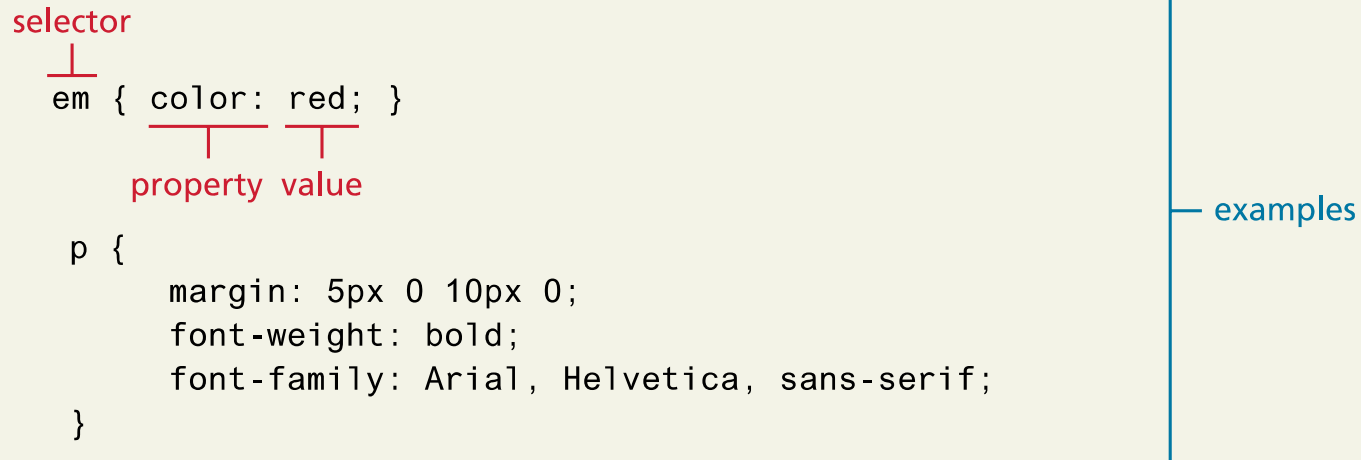 selector
em { color: red; }
property value
examples
p {
margin: 5px 0 10px 0;
font-weight: bold;
font-family: Arial, Helvetica, sans-serif;
}